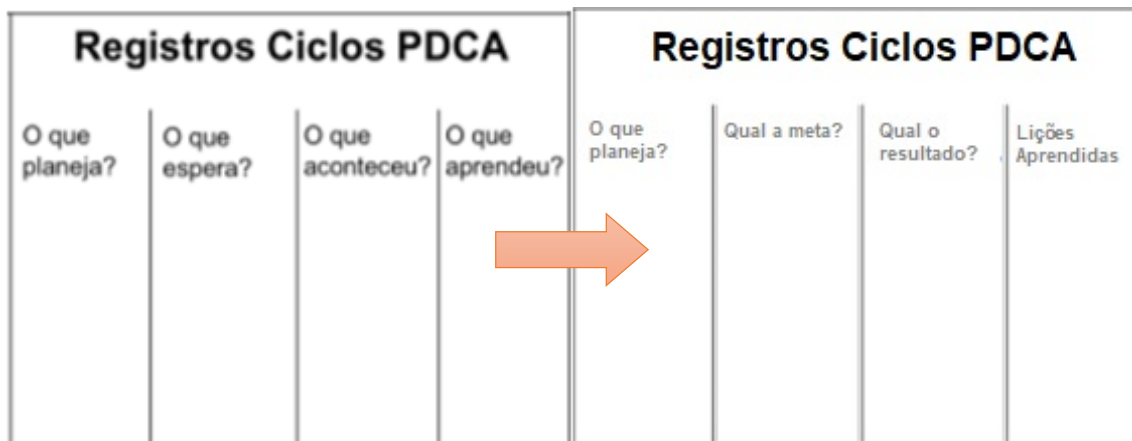 Registros Ciclos PDCA
O que
planeja?
O que
espera?
O que
aconteceu?
O que
aprendeu?
Registros Ciclos PDCA
O que
planeja?
Qual a meta?
Qual o
resultado?
Lições
Aprendidas